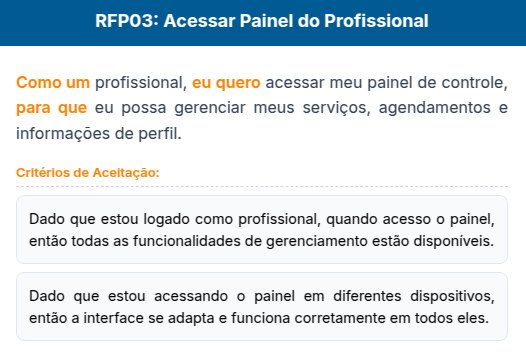 RFP03: Acessar Painel do Profissional
Como um profissional, eu quero acessar meu painel de controle,
para que eu possa gerenciar meus serviços, agendamentos e
informações de perfil.
Critérios de Aceitação:
Dado que estou logado como profissional, quando acesso o painel,
então todas as funcionalidades de gerenciamento estão disponíveis.
Dado que estou acessando o painel em diferentes dispositivos,
então a interface se adapta e funciona corretamente em todos eles.